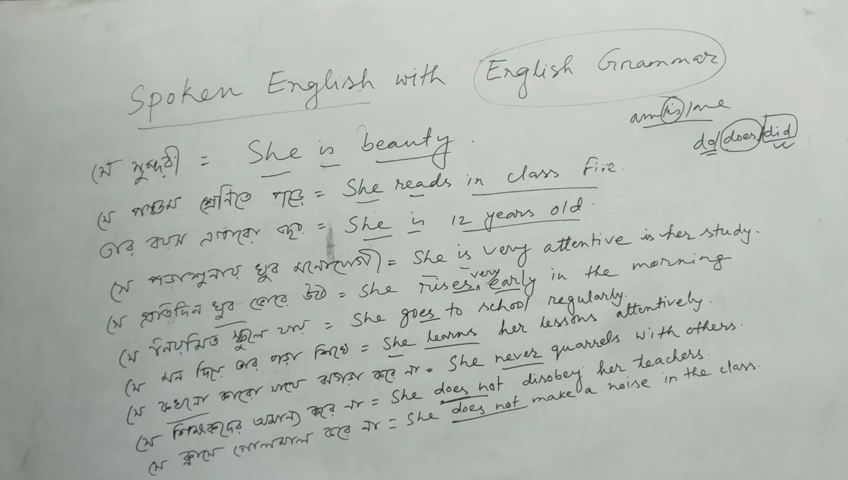 Spoken English with English Grammar
am/is/are
do/does/did
সে সুন্দরী = She is beauty.
সে পঞ্চম শ্রেনিতে পড়ে = She reads in class Five.
তার বয়স বারো বছর = She is 12 years old.
সে পড়াশুনায় খুব মনোযোগী = She is very attentive is her study.
সে প্রতিদিন খুব ভোরে উঠে = She rises very early in the morning
সে নিয়মিত স্কুলে যায় = She goes to school regularly.
সে মন দিয়ে তার পড়া শিখে = She learns her lessons attentively.
সে কখনো কারো সাথে ঝগড়া করে না = She never quarrels with others.
সে শিক্ষকদের অমান্য করে না = She does not disobey her teachers.
সে ক্লাসে গোলমাল করে না = She does not make a noise in the class.